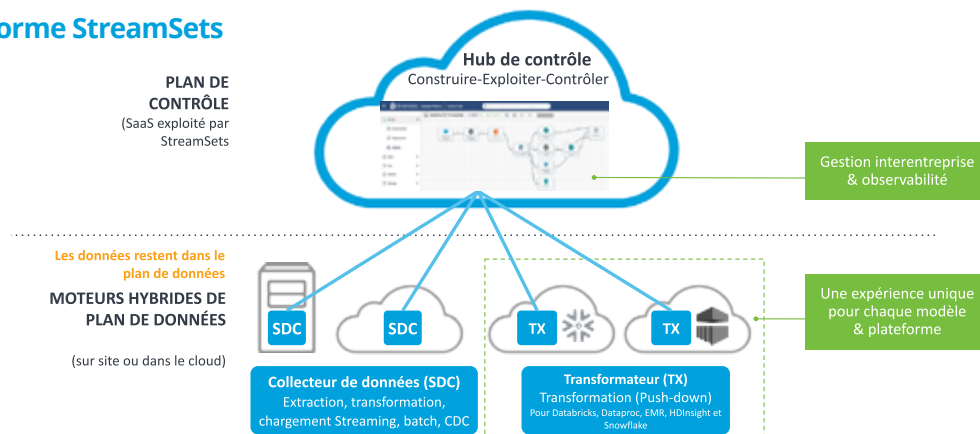 orme StreamSets
Hub de contrôle
Construire-Exploiter-Contrôler
PLAN DE
CONTRÔLE
(SaaS exploité par
StreamSets
Gestion interentreprise
& observabilité
Les données restent dans le
plan de données
MOTEURS HYBRIDES DE
PLAN DE DONNÉES
(sur site ou dans le cloud)
SDC
SDC
TX
TX
Une expérience unique
pour chaque modèle
& plateforme
Collecteur de données (SDC)
Extraction, transformation,
chargement Streaming, batch, CDC
Transformateur (TX)
Transformation (Push-down)
Pour Databricks, Dataproc, EMR, HDInsight et
Snowflake